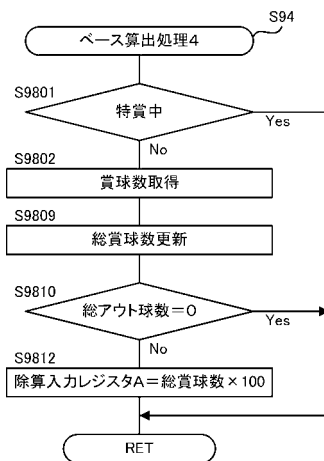 S94
ベース算出処理4
S9801
特賞中
Yes
No
S9802
賞球数取得
S9809
総賞球数更新
S9810
総アウト球数=0
Yes
No
S9812
除算入力レジスタA=総賞球数×100
RET